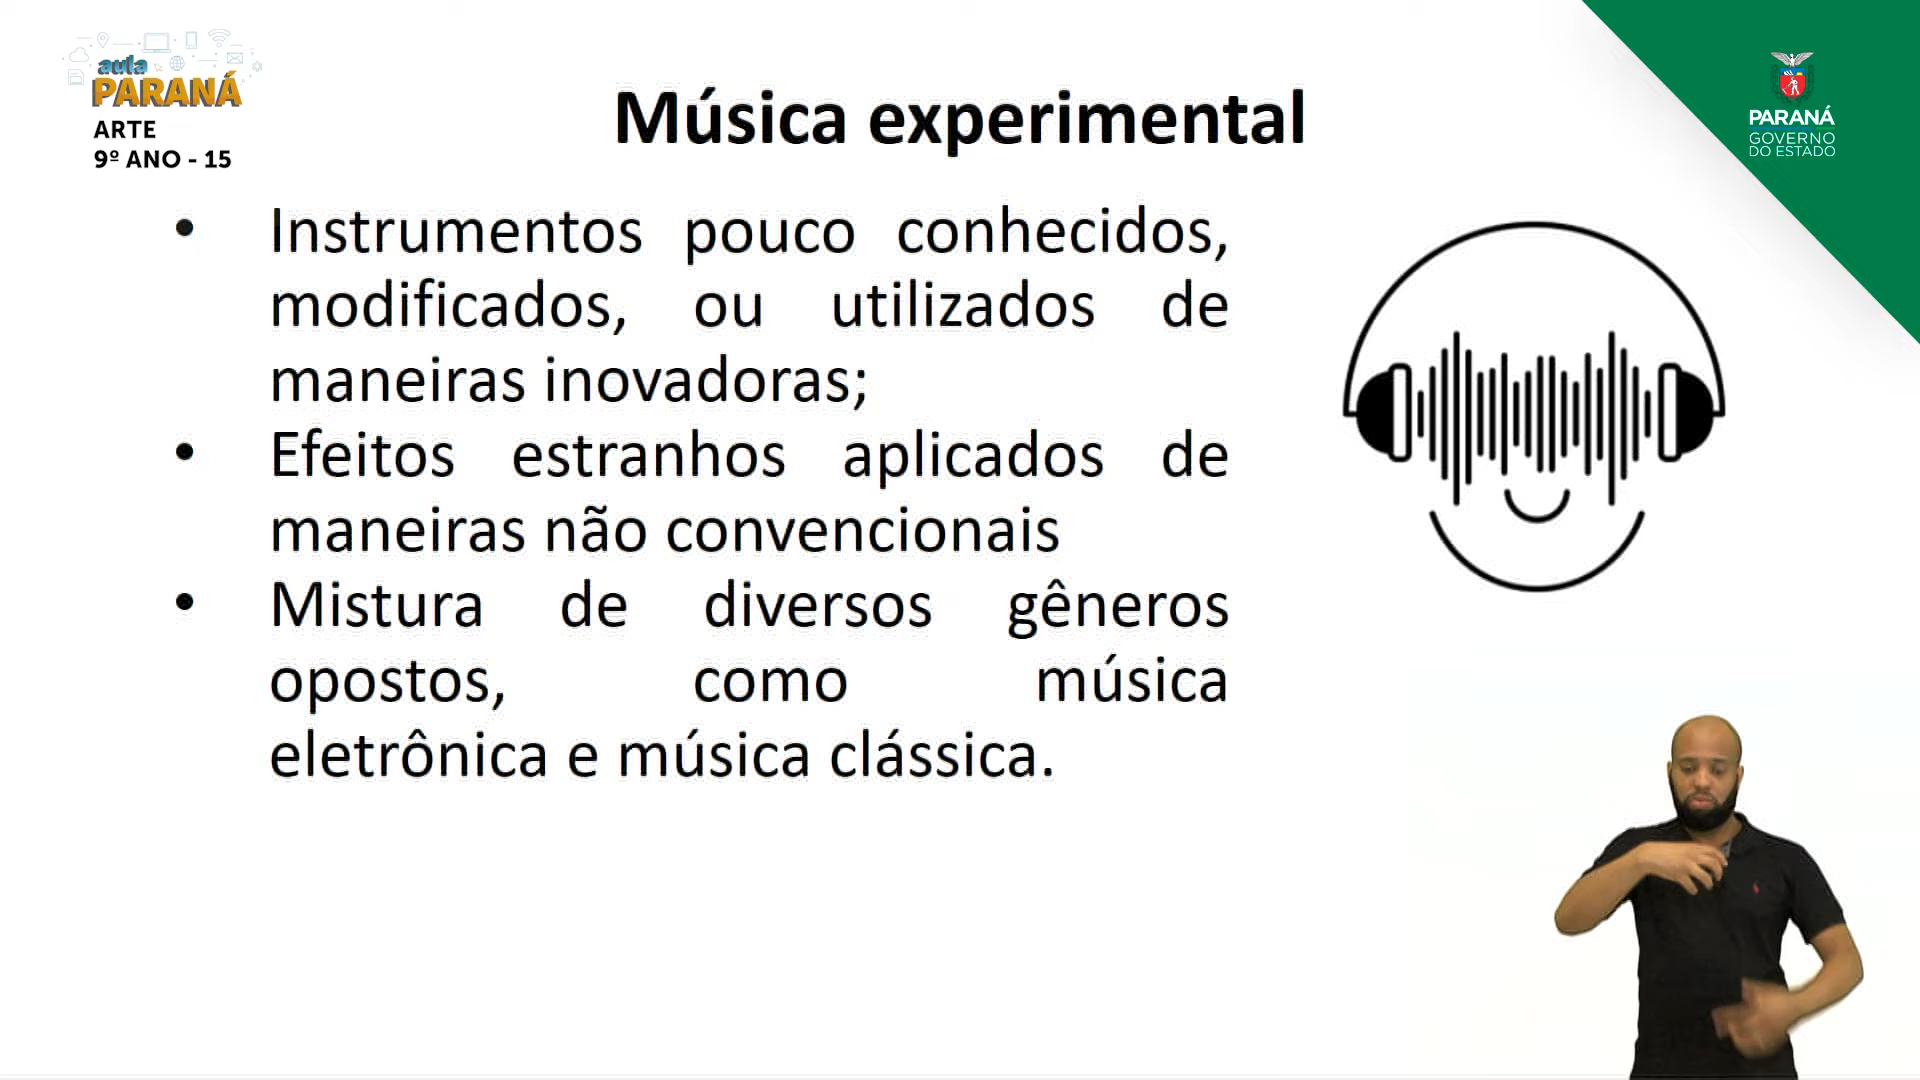 aula
PARANÁ
ARTE
9º ANO - 15
Música experimental
PARANÁ
GOVERNO
DO ESTADO
• Instrumentos pouco conhecidos,
modificados, ou utilizados de
maneiras inovadoras;
• Efeitos estranhos aplicados de
maneiras não convencionais
• Mistura de diversos gêneros
opostos, como música
eletrônica e música clássica.